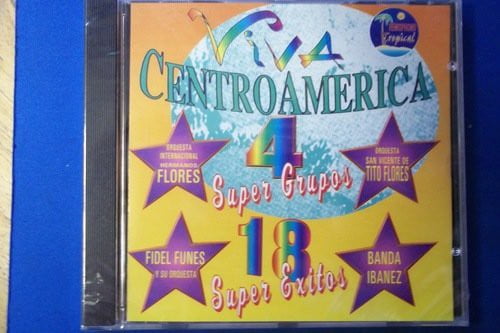 VIVA
CENTROAMERICA
Tropical
4
Super Grupos
ORQUESTA
INTERNACIONAL
HERMANOS
FLORES
ORQUESTA
SAN VICENTE DE
TITO FLORES
18
Super Exitos
FIDEL FUNES
Y SU ORQUESTA
BANDA
IBANEZ